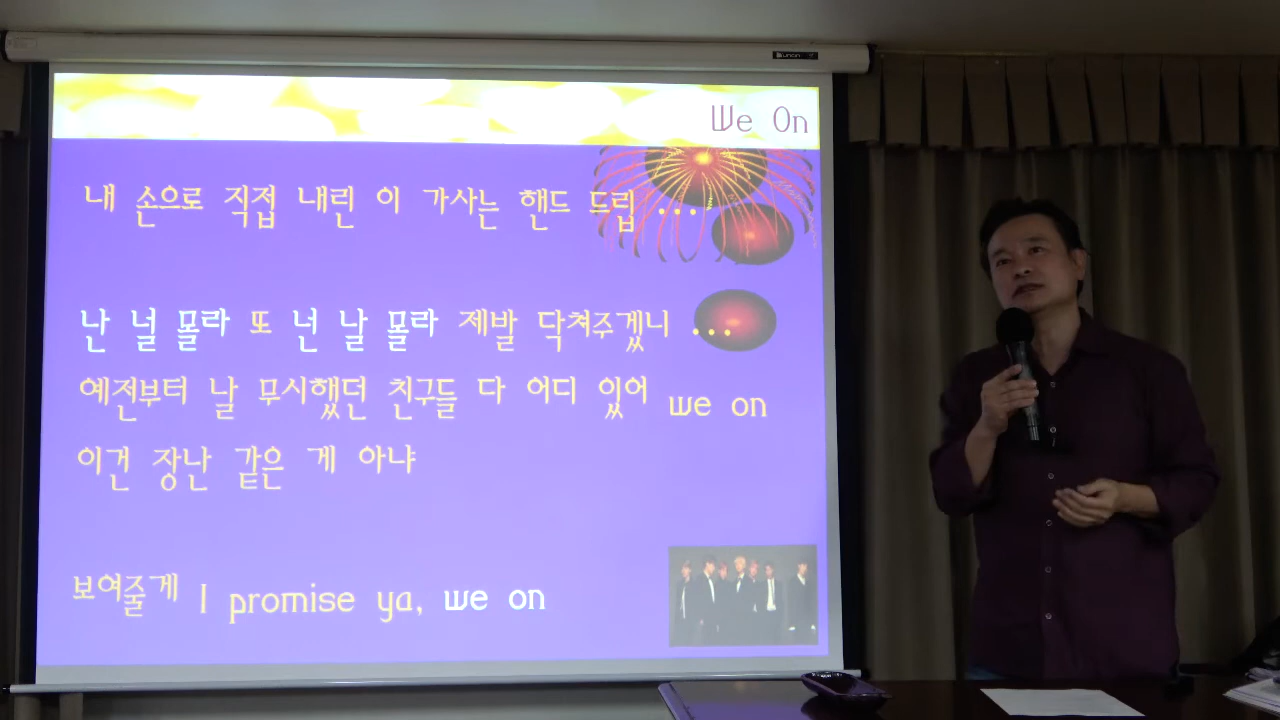 We On
내 손으로 직접 내린 이 가사는 핸드 드립 ...
난 널 몰라 또 넌 날 몰라 제발 닥쳐주겠니 ...
예전부터 날 무시했던 친구들 다 어디 있어 we on
이건 장난 같은 게 아냐
보여줄게 I promise ya, we on